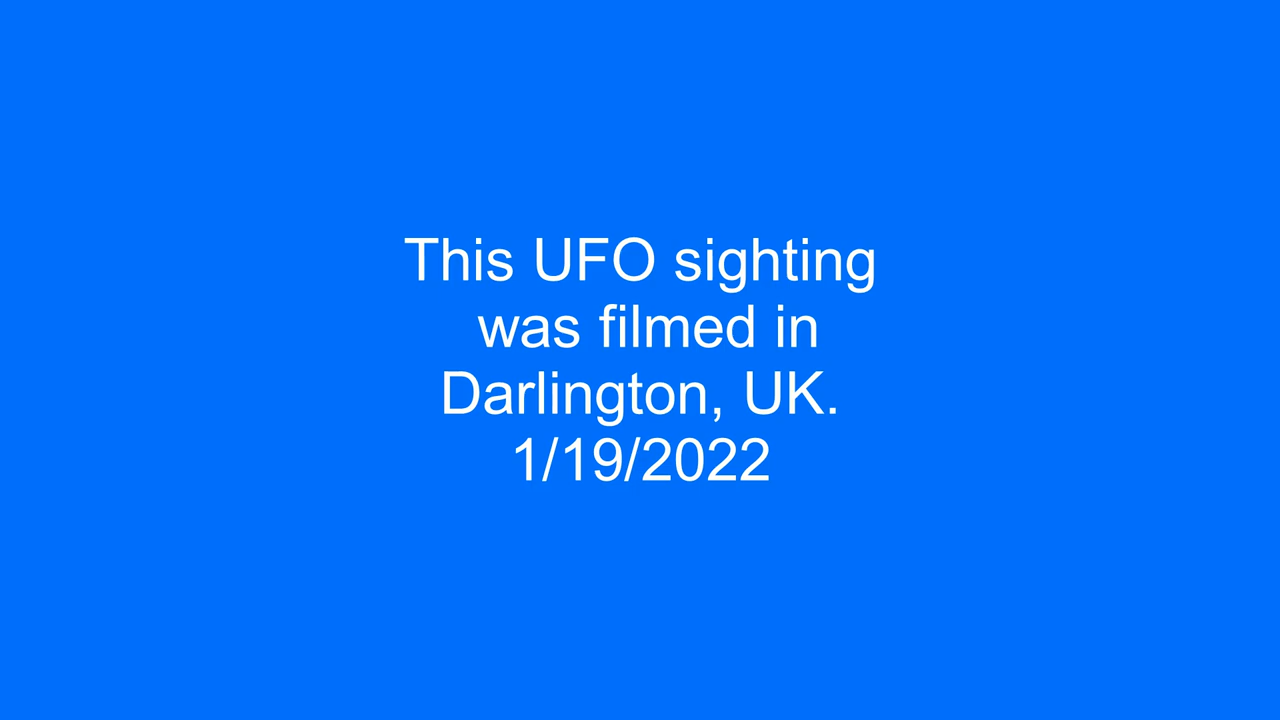 This UFO sighting
was filmed in
Darlington, UK.
1/19/2022